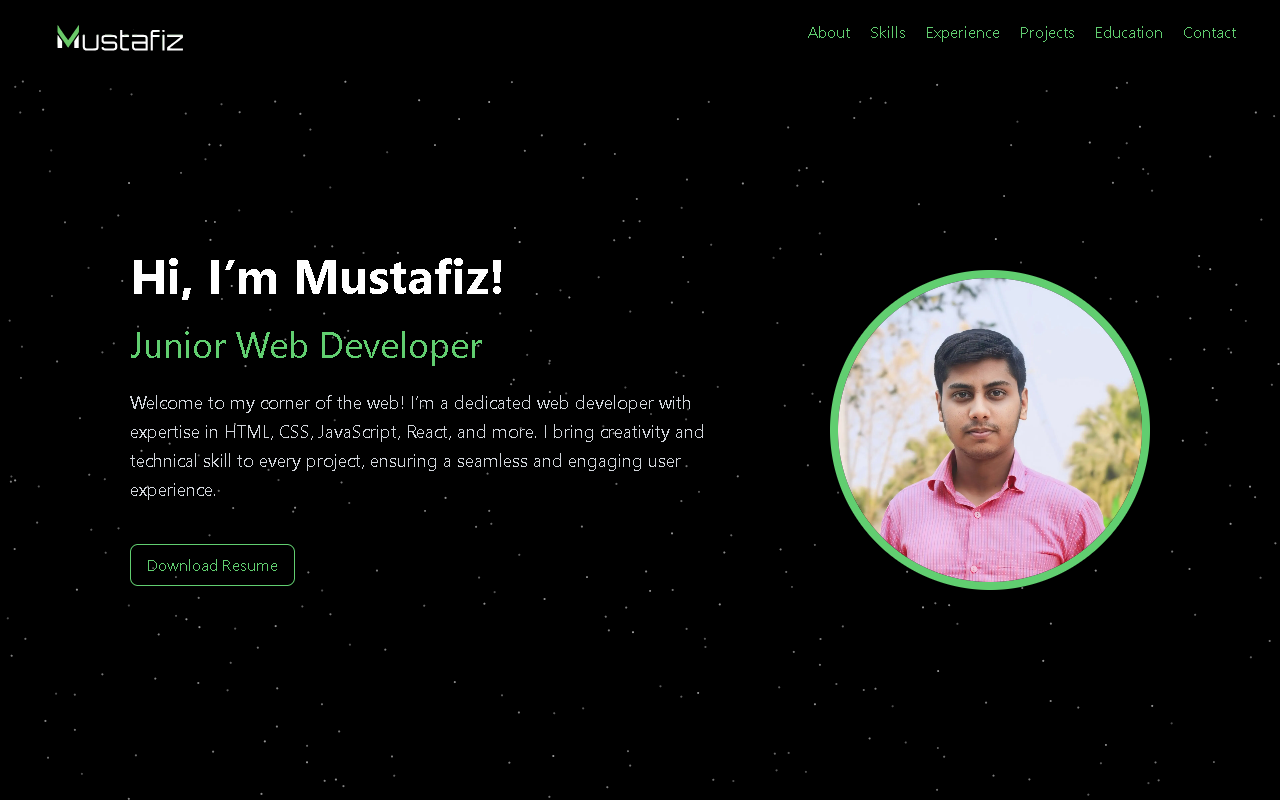 Mustafiz
About Skills Experience Projects Education Contact
Hi, I’m Mustafiz!
Junior Web Developer
Welcome to my corner of the web! I’m a dedicated web developer with
expertise in HTML, CSS, JavaScript, React, and more. I bring creativity and
technical skill to every project, ensuring a seamless and engaging user
experience.
Download Resume